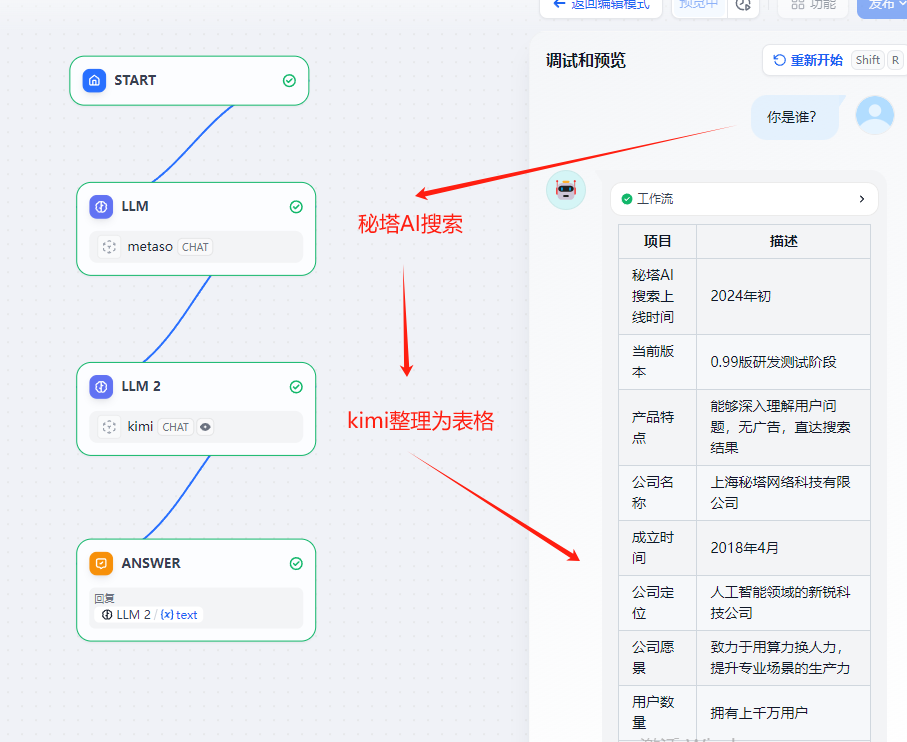 返回编辑模式
预览中
功能
发布
START
LLM
metaso CHAT
LLM 2
kimi CHAT
ANSWER
回复
LLM 2 / {x} text
秘塔AI搜索
kimi整理为表格
调试和预览
重新开始 Shift R
你是谁?
工作流
项目 描述
秘塔AI
搜索上
线时间
2024年初
当前版
本
0.99版研发测试阶段
产品特
点
能够深入理解用户问
题，无广告，直达搜索
结果
公司名
称
上海秘塔网络科技有限
公司
成立时
间
2018年4月
公司定
位
人工智能领域的新锐科
技公司
公司愿
景
致力于用算力换人力，
提升专业场景的生产力
用户数
量
拥有上千万用户